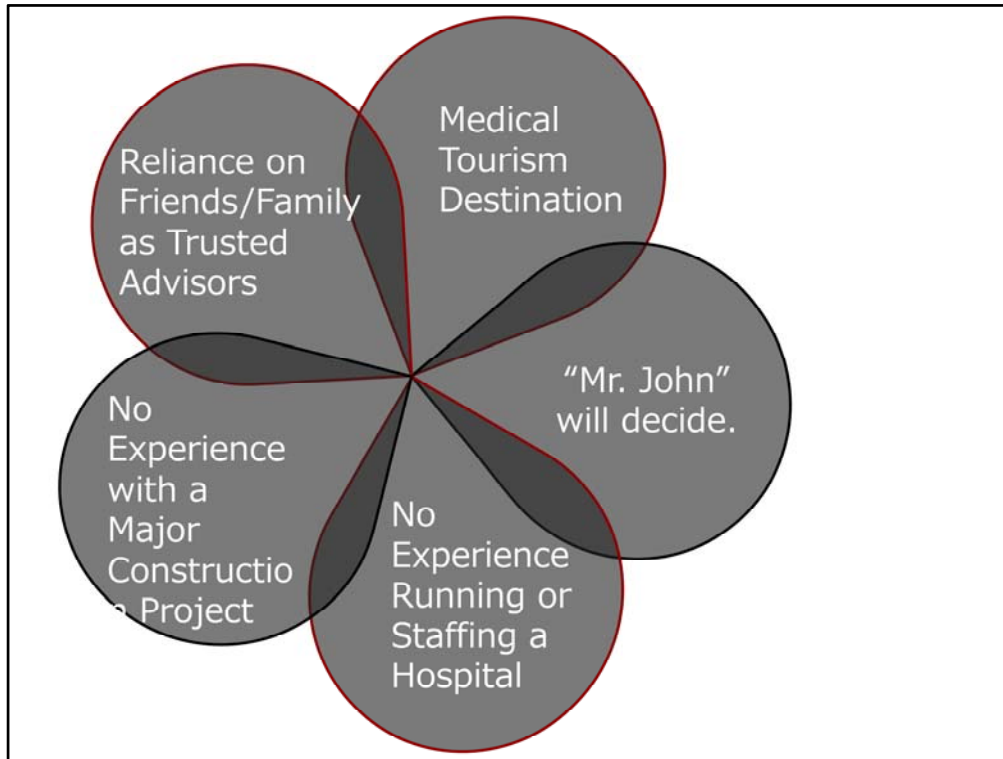 Medical
Tourism
Destination
Reliance on
Friends/Family
as Trusted
Advisors
“Mr. John”
will decide.
No
Experience
with a
Major
Constructio
n Project
No
Experience
Running or
Staffing a
Hospital